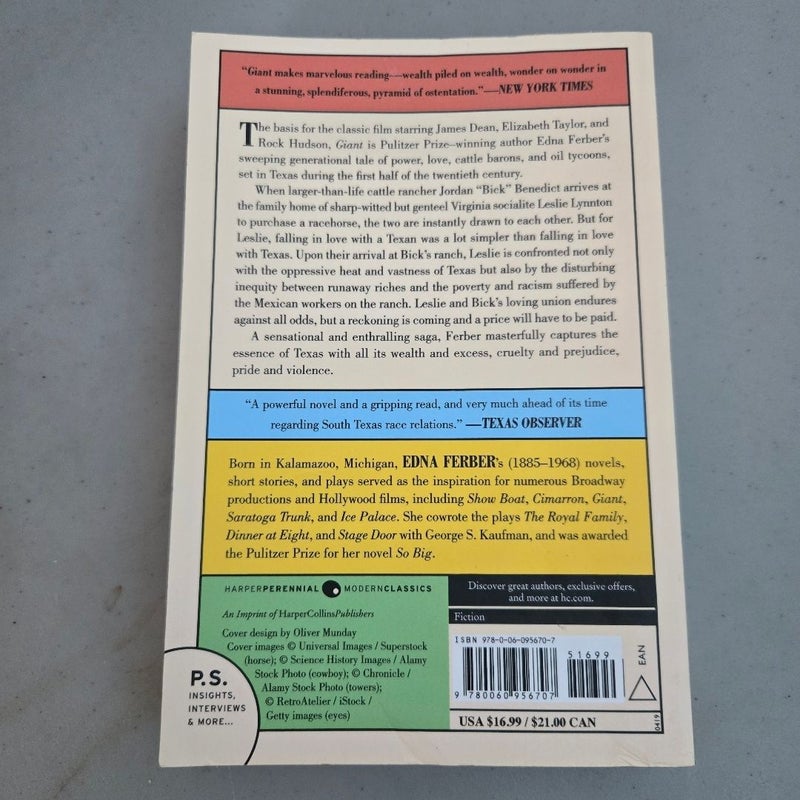 "Giant makes marvelous reading—wealth piled on wealth, wonder on wonder in
a stunning, splendiferous, pyramid of ostentation."—NEW YORK TIMES
The basis for the classic film starring James Dean, Elizabeth Taylor, and
Rock Hudson, Giant is Pulitzer Prize–winning author Edna Ferber's
sweeping generational tale of power, love, cattle barons, and oil tycoons,
set in Texas during the first half of the twentieth century.
When larger-than-life cattle rancher Jordan "Bick" Benedict arrives at
the family home of sharp-witted but genteel Virginia socialite Leslie Lynnton
to purchase a racehorse, the two are instantly drawn to each other. But for
Leslie, falling in love with a Texan was a lot simpler than falling in love
with Texas. Upon their arrival at Bick's ranch, Leslie is confronted not only
with the oppressive heat and vastness of Texas but also by the disturbing
inequity between runaway riches and the poverty and racism suffered by
the Mexican workers on the ranch. Leslie and Bick's loving union endures
against all odds, but a reckoning is coming and a price will have to be paid.
A sensational and enthralling saga, Ferber masterfully captures the
essence of Texas with all its wealth and excess, cruelty and prejudice,
pride and violence.
"A powerful novel and a gripping read, and very much ahead of its time
regarding South Texas race relations." —TEXAS OBSERVER
Born in Kalamazoo, Michigan, EDNA FERBER's (1885–1968) novels,
short stories, and plays served as the inspiration for numerous Broadway
productions and Hollywood films, including Show Boat, Cimarron, Giant,
Saratoga Trunk, and Ice Palace. She cowrote the plays The Royal Family,
Dinner at Eight, and Stage Door with George S. Kaufman, and was awarded
the Pulitzer Prize for her novel So Big.
HARPERPERENNIAL MODERNCLASSICS
An Imprint of HarperCollinsPublishers
Cover design by Oliver Munday
Cover images © Universal Images / Superstock
(horse); © Science History Images / Alamy
Stock Photo (cowboy); © Chronicle /
Alamy Stock Photo (towers);
© RetroAtelier / iStock /
Getty images (eyes)
P.S.
INSIGHTS,
INTERVIEWS
& MORE...
Discover great authors, exclusive offers,
and more at hc.com.
Fiction
ISBN 978-0-06-095670-7
51699
9 780060 956707
EAN
USA $16.99 / $21.00 CAN
0419